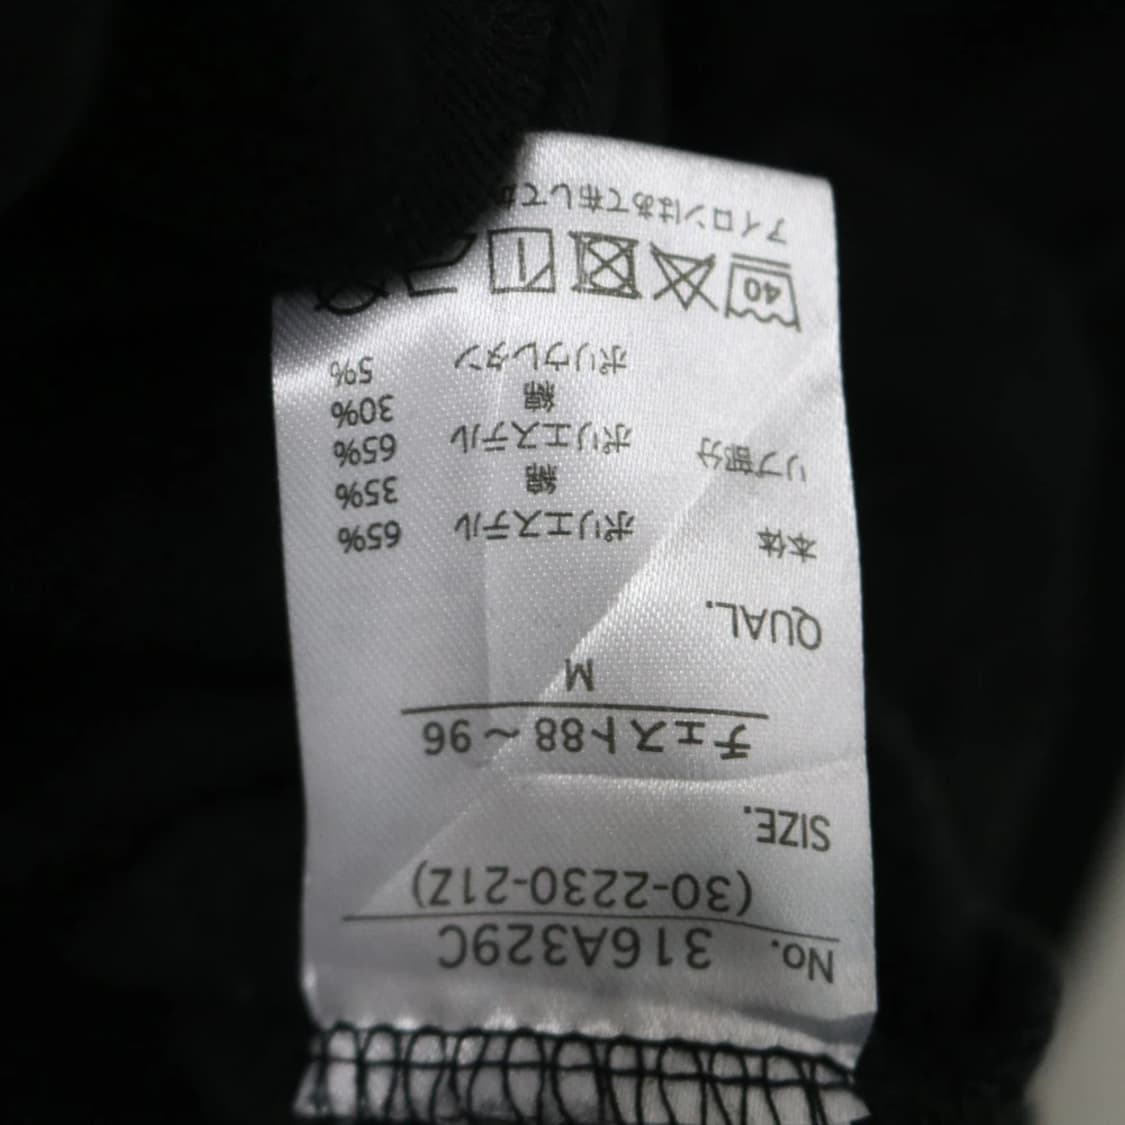 No. 316A329C
(30-2230-21Z)
SIZE.
チェスト88～96
M
QUAL.
本体 ポリエステル 65%
綿 35%
リブ部分 ポリエステル 65%
綿 30%
ポリウレタン 5%
40
アイロンはあて布して